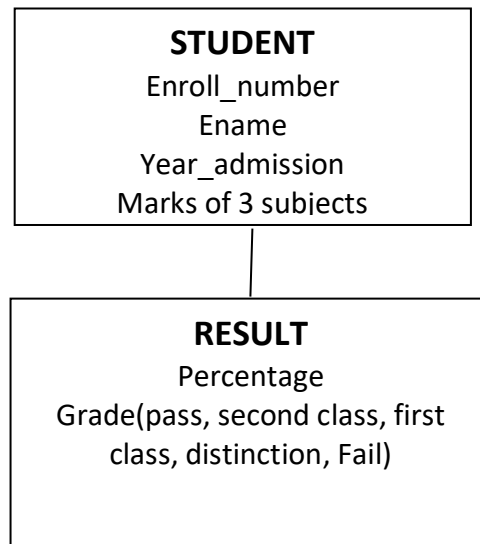 STUDENT
Enroll_number
Ename
Year_admission
Marks of 3 subjects
RESULT
Percentage
Grade(pass, second class, first
class, distinction, Fail)